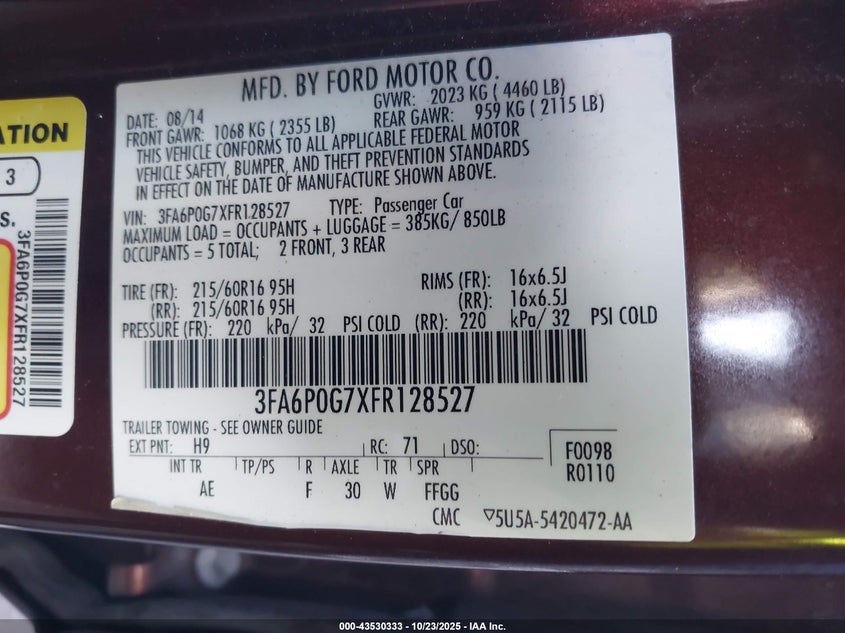 MFD. BY FORD MOTOR CO.
DATE: 08/14 GVWR: 2023 KG ( 4460 LB)
FRONT GAWR: 1068 KG ( 2355 LB) REAR GAWR: 959 KG ( 2115 LB)
THIS VEHICLE CONFORMS TO ALL APPLICABLE FEDERAL MOTOR
VEHICLE SAFETY, BUMPER, AND THEFT PREVENTION STANDARDS
IN EFFECT ON THE DATE OF MANUFACTURE SHOWN ABOVE.
VIN: 3FA6P0G7XFR128527 TYPE: Passenger Car
MAXIMUM LOAD = OCCUPANTS + LUGGAGE = 385KG/ 850LB
OCCUPANTS = 5 TOTAL; 2 FRONT, 3 REAR
TIRE (FR): 215/60R16 95H RIMS (FR): 16x6.5J
(RR): 215/60R16 95H (RR): 16x6.5J
PRESSURE (FR): 220 kPa/ 32 PSI COLD (RR): 220 kPa/ 32 PSI COLD
3FA6P0G7XFR128527
TRAILER TOWING - SEE OWNER GUIDE
EXT PNT: H9 RC: 71 DSO: F0098
R0110
INT TR TP/PS R AXLE TR SPR
AE F 30 W FFGG
CMC ▽5U5A-5420472-AA
ATION
3
S.
3FA6P0G7XFR128527
000-43530333 - 10/23/2025 - IAA Inc.